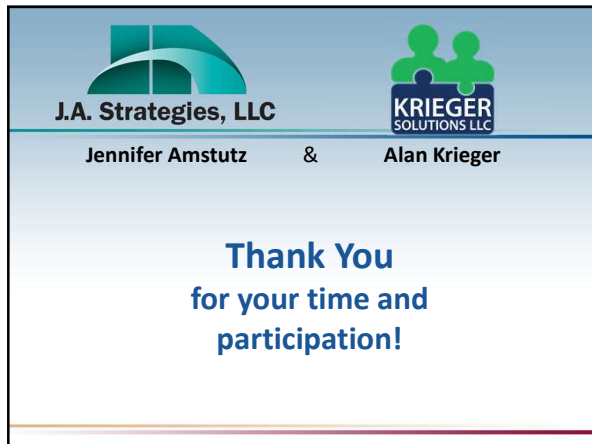 J.A. Strategies, LLC
KRIEGER
SOLUTIONS LLC
Jennifer Amstutz & Alan Krieger
Thank You
for your time and
participation!